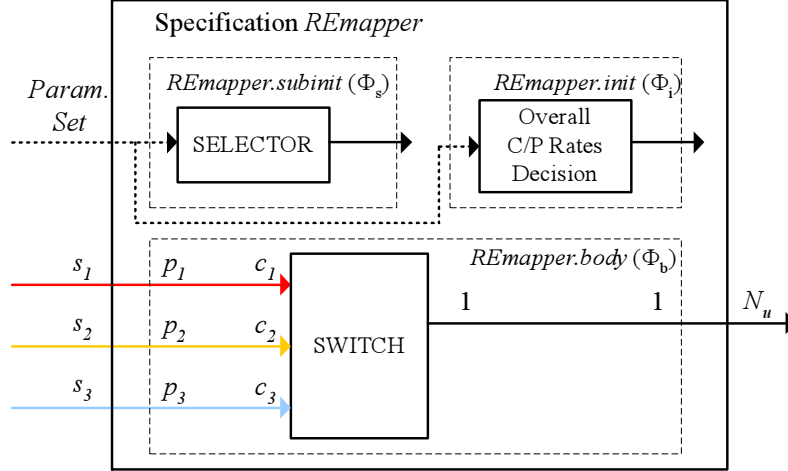 Specification REmapper
Param. Set
REmapper.subinit (Φs)
SELECTOR
REmapper.init (Φi)
Overall
C/P Rates
Decision
REmapper.body (Φb)
s1 p1 c1
s2 p2 c2
s3 p3 c3
SWITCH
1 1
Nu